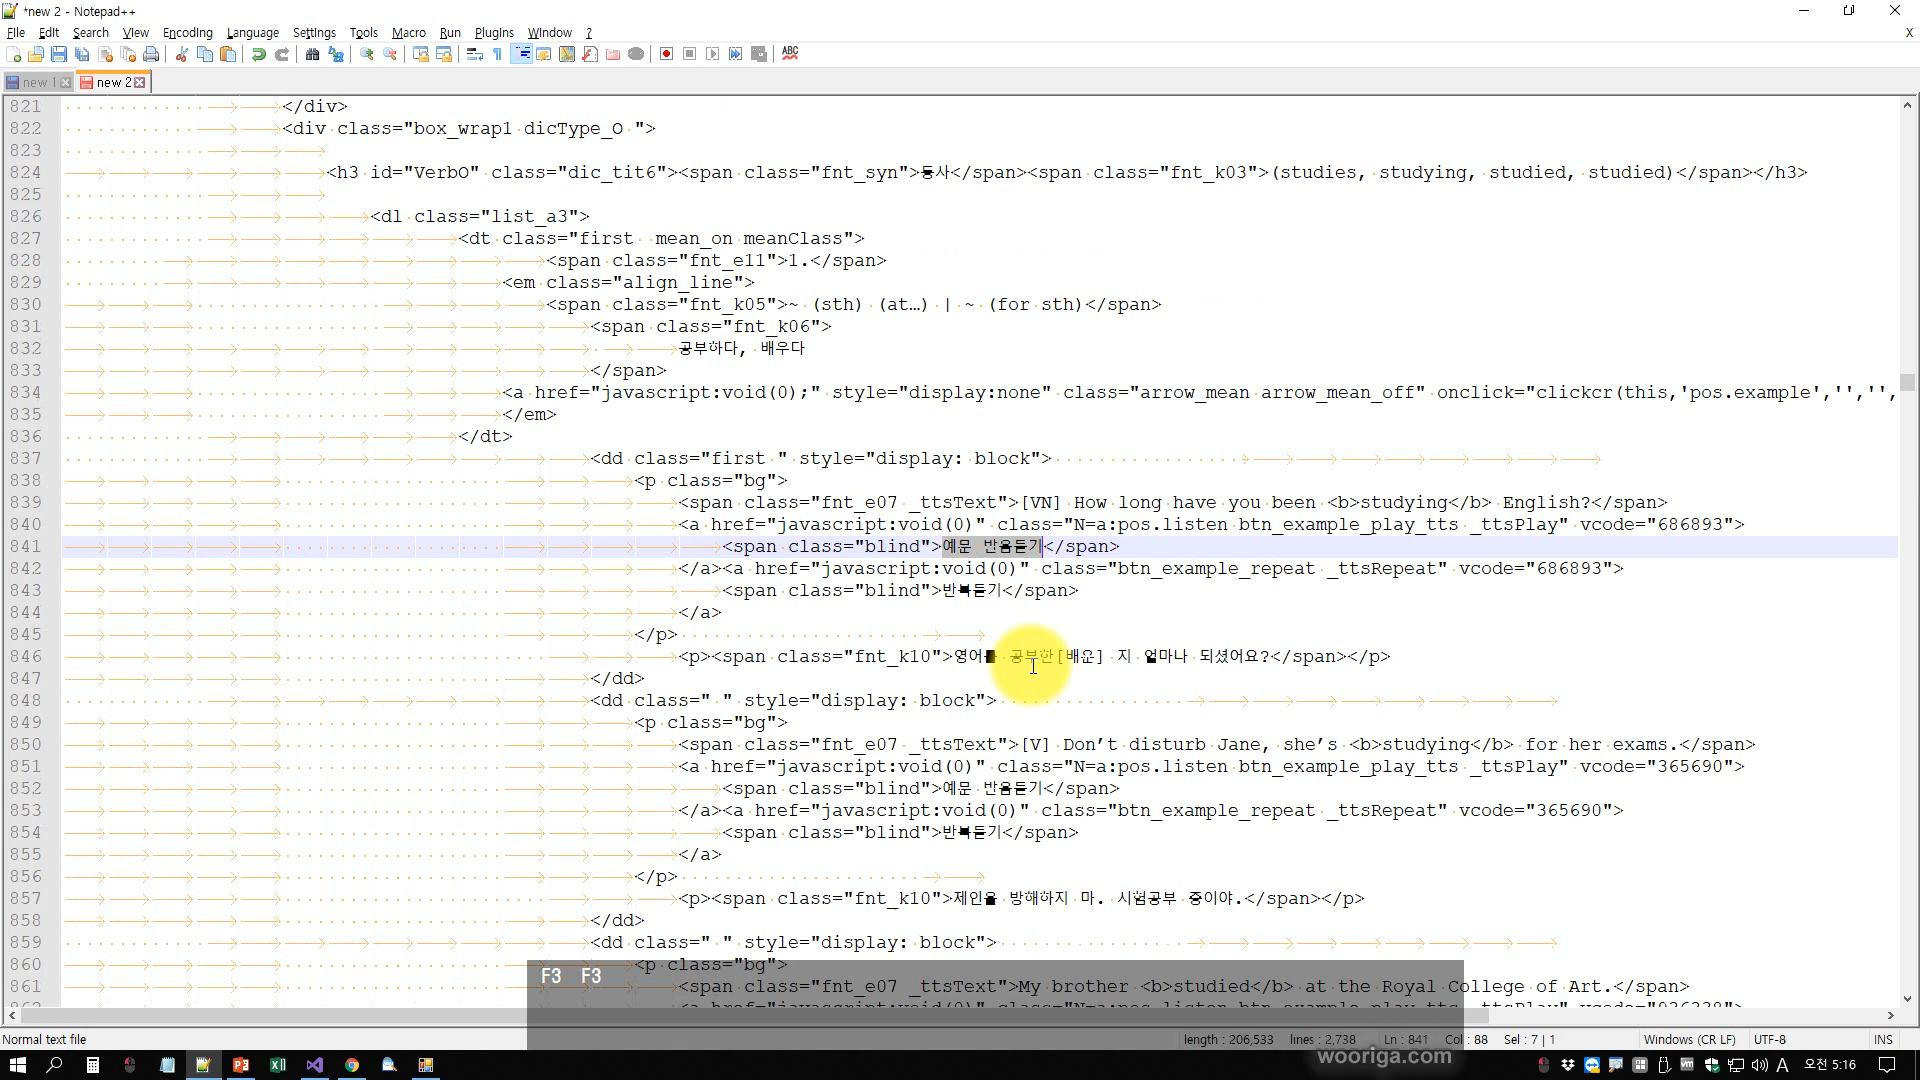 *new 2 - Notepad++
File Edit Search View Encoding Language Settings Tools Macro Run Plugins Window ? X
new 1 new 2
821 </div>
822 <div class="box_wrap1 dicType_O ">
823
824 <h3 id="VerbO" class="dic_tit6"><span class="fnt_syn">동사</span><span class="fnt_k03">(studies, studying, studied, studied)</span></h3>
825
826 <dl class="list_a3">
827 <dt class="first  mean_on meanClass">
828 <span class="fnt_e11">1.</span>
829 <em class="align_line">
830 <span class="fnt_k05">~ (sth) (at…) | ~ (for sth)</span>
831 <span class="fnt_k06">
832 공부하다, 배우다
833 </span>
834 <a href="javascript:void(0);" style="display:none" class="arrow_mean arrow_mean_off" onclick="clickcr(this,'pos.example','','',
835 </em>
836 </dt>
837 <dd class="first " style="display: block">
838 <p class="bg">
839 <span class="fnt_e07 _ttsText">[VN] How long have you been <b>studying</b> English?</span>
840 <a href="javascript:void(0)" class="N=a:pos.listen btn_example_play_tts _ttsPlay" vcode="686893">
841 <span class="blind">예문 발음듣기</span>
842 </a><a href="javascript:void(0)" class="btn_example_repeat _ttsRepeat" vcode="686893">
843 <span class="blind">반복듣기</span>
844 </a>
845 </p>
846 <p><span class="fnt_k10">영어를 공부한[배운] 지 얼마나 되셨어요?</span></p>
847 </dd>
848 <dd class=" " style="display: block">
849 <p class="bg">
850 <span class="fnt_e07 _ttsText">[V] Don’t disturb Jane, she’s <b>studying</b> for her exams.</span>
851 <a href="javascript:void(0)" class="N=a:pos.listen btn_example_play_tts _ttsPlay" vcode="365690">
852 <span class="blind">예문 발음듣기</span>
853 </a><a href="javascript:void(0)" class="btn_example_repeat _ttsRepeat" vcode="365690">
854 <span class="blind">반복듣기</span>
855 </a>
856 </p>
857 <p><span class="fnt_k10">제인을 방해하지 마. 시험공부 중이야.</span></p>
858 </dd>
859 <dd class=" " style="display: block">
860 <p class="bg">
861 <span class="fnt_e07 _ttsText">My brother <b>studied</b> at the Royal College of Art.</span>
F3 F3
Normal text file length : 206,533 lines : 2,738 Ln : 841 Col : 88 Sel : 7 | 1 Windows (CR LF) UTF-8 INS
wooriga.com
A 오전 5:16